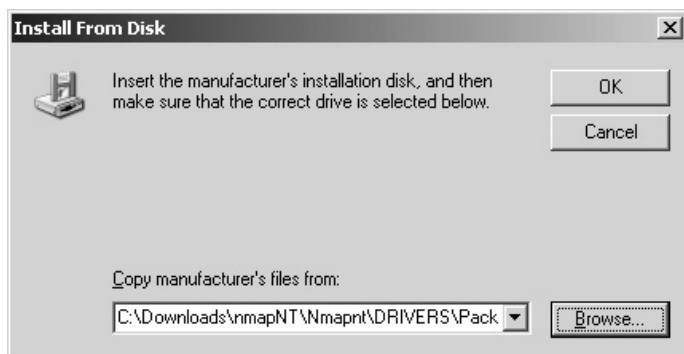 Install From Disk
Insert the manufacturer's installation disk, and then
make sure that the correct drive is selected below.
OK
Cancel
Copy manufacturer's files from:
C:\Downloads\nmapNT\Nmapnt\DRIVERS\Pack
Browse...